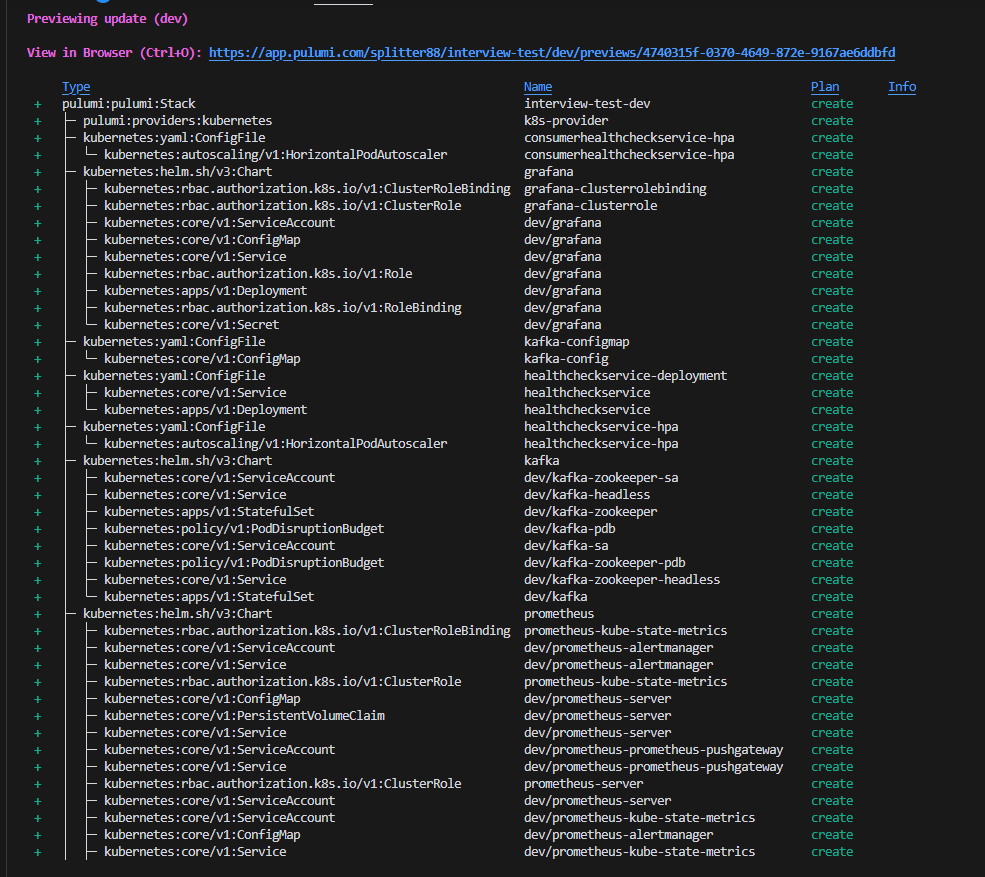 Previewing update (dev)
View in Browser (Ctrl+O): https://app.pulumi.com/splitter88/interview-test/dev/previews/4740315f-0370-4649-872e-9167ae6ddbfd
Type Name Plan Info
+ pulumi:pulumi:Stack interview-test-dev create
+ ├─ pulumi:providers:kubernetes k8s-provider create
+ ├─ kubernetes:yaml:ConfigFile consumerhealthcheckservice-hpa create
+ │ └─ kubernetes:autoscaling/v1:HorizontalPodAutoscaler consumerhealthcheckservice-hpa create
+ ├─ kubernetes:helm.sh/v3:Chart grafana create
+ │ ├─ kubernetes:rbac.authorization.k8s.io/v1:ClusterRoleBinding grafana-clusterrolebinding create
+ │ ├─ kubernetes:rbac.authorization.k8s.io/v1:ClusterRole grafana-clusterrole create
+ │ ├─ kubernetes:core/v1:ServiceAccount dev/grafana create
+ │ ├─ kubernetes:core/v1:ConfigMap dev/grafana create
+ │ ├─ kubernetes:core/v1:Service dev/grafana create
+ │ ├─ kubernetes:rbac.authorization.k8s.io/v1:Role dev/grafana create
+ │ ├─ kubernetes:apps/v1:Deployment dev/grafana create
+ │ ├─ kubernetes:rbac.authorization.k8s.io/v1:RoleBinding dev/grafana create
+ │ └─ kubernetes:core/v1:Secret dev/grafana create
+ ├─ kubernetes:yaml:ConfigFile kafka-configmap create
+ │ └─ kubernetes:core/v1:ConfigMap kafka-config create
+ ├─ kubernetes:yaml:ConfigFile healthcheckservice-deployment create
+ │ ├─ kubernetes:core/v1:Service healthcheckservice create
+ │ └─ kubernetes:apps/v1:Deployment healthcheckservice create
+ ├─ kubernetes:yaml:ConfigFile healthcheckservice-hpa create
+ │ └─ kubernetes:autoscaling/v1:HorizontalPodAutoscaler healthcheckservice-hpa create
+ ├─ kubernetes:helm.sh/v3:Chart kafka create
+ │ ├─ kubernetes:core/v1:ServiceAccount dev/kafka-zookeeper-sa create
+ │ ├─ kubernetes:core/v1:Service dev/kafka-headless create
+ │ ├─ kubernetes:apps/v1:StatefulSet dev/kafka-zookeeper create
+ │ ├─ kubernetes:policy/v1:PodDisruptionBudget dev/kafka-pdb create
+ │ ├─ kubernetes:core/v1:ServiceAccount dev/kafka-sa create
+ │ ├─ kubernetes:policy/v1:PodDisruptionBudget dev/kafka-zookeeper-pdb create
+ │ ├─ kubernetes:core/v1:Service dev/kafka-zookeeper-headless create
+ │ └─ kubernetes:apps/v1:StatefulSet dev/kafka create
+ ├─ kubernetes:helm.sh/v3:Chart prometheus create
+ │ ├─ kubernetes:rbac.authorization.k8s.io/v1:ClusterRoleBinding prometheus-kube-state-metrics create
+ │ ├─ kubernetes:core/v1:ServiceAccount dev/prometheus-alertmanager create
+ │ ├─ kubernetes:core/v1:Service dev/prometheus-alertmanager create
+ │ ├─ kubernetes:rbac.authorization.k8s.io/v1:ClusterRole prometheus-kube-state-metrics create
+ │ ├─ kubernetes:core/v1:ConfigMap dev/prometheus-server create
+ │ ├─ kubernetes:core/v1:PersistentVolumeClaim dev/prometheus-server create
+ │ ├─ kubernetes:core/v1:Service dev/prometheus-server create
+ │ ├─ kubernetes:core/v1:ServiceAccount dev/prometheus-prometheus-pushgateway create
+ │ ├─ kubernetes:core/v1:Service dev/prometheus-prometheus-pushgateway create
+ │ ├─ kubernetes:rbac.authorization.k8s.io/v1:ClusterRole prometheus-server create
+ │ ├─ kubernetes:core/v1:ServiceAccount dev/prometheus-server create
+ │ ├─ kubernetes:core/v1:ServiceAccount dev/prometheus-kube-state-metrics create
+ │ ├─ kubernetes:core/v1:ConfigMap dev/prometheus-alertmanager create
+ │ ├─ kubernetes:core/v1:Service dev/prometheus-kube-state-metrics create